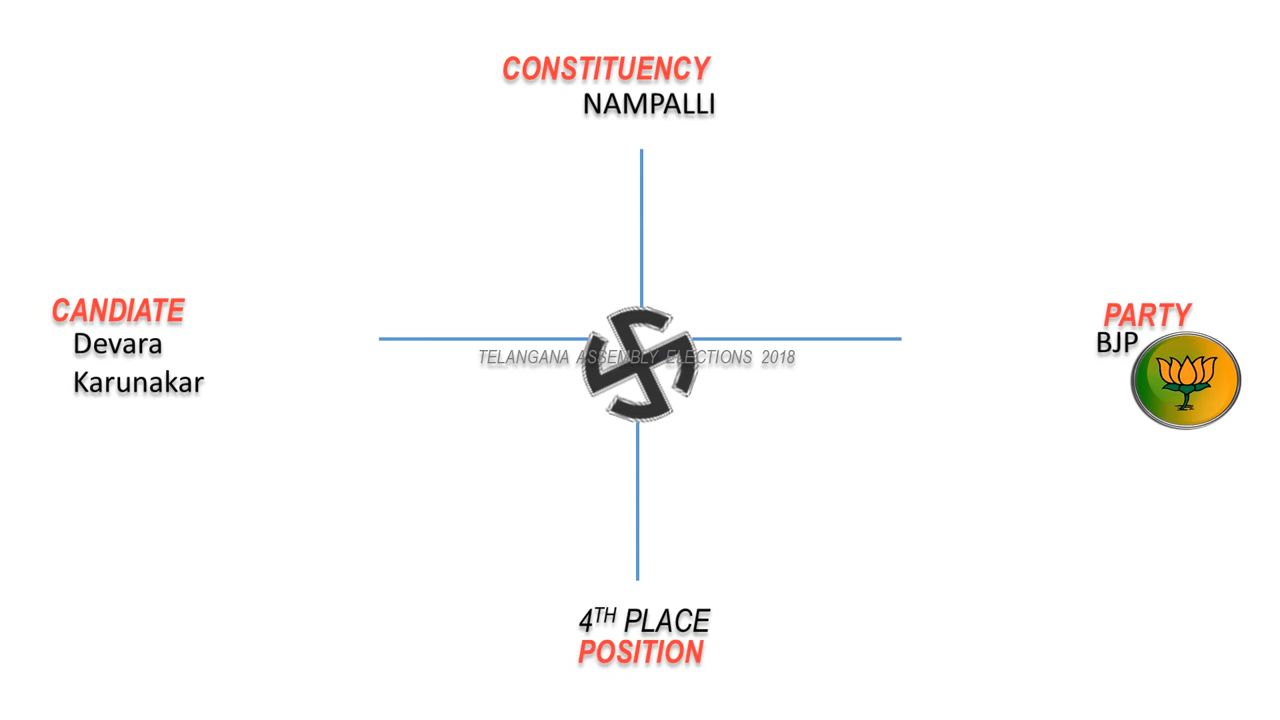 CONSTITUENCY
NAMPALLI
CANDIATE
Devara
Karunakar
PARTY
BJP
TELANGANA ASSEMBLY ELECTIONS 2018
4TH PLACE
POSITION